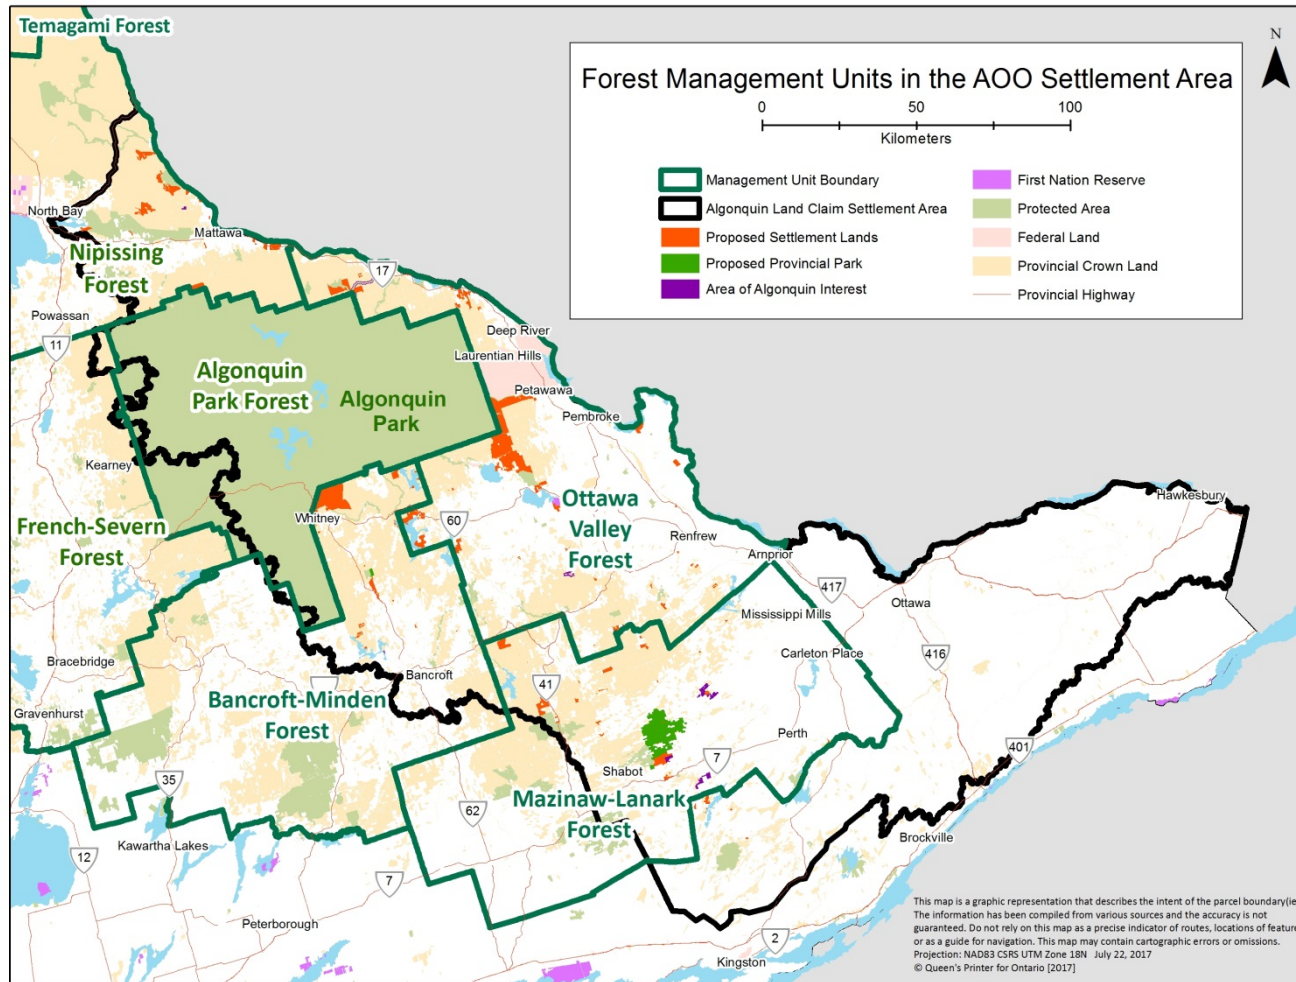 Temagami Forest
N
Forest Management Units in the AOO Settlement Area
0
50
100
Kilometers
Management Unit Boundary
Algonquin Land Claim Settlement Area
Proposed Settlement Lands
Proposed Provincial Park
Area of Algonquin Interest
First Nation Reserve
Protected Area
Federal Land
Provincial Crown Land
Provincial Highway
North Bay
Mattawa
Nipissing
Forest
17
Powassan
11
Deep River
Laurentian Hills
Petawawa
Pembroke
Algonquin
Park Forest
Algonquin
Park
Kearney
Whitney
French-Severn
Forest
60
Ottawa
Valley
Forest
Renfrew
Arnprior
Hawkesbury
417
Ottawa
Mississippi Mills
Carleton Place
416
Bracebridge
Bancroft
41
Gravenhurst
Bancroft-Minden
Forest
Perth
7
Shabot
401
35
62
Mazinaw-Lanark
Forest
Brockville
Kawartha Lakes
12
7
Peterborough
2
Kingston
This map is a graphic representation that describes the intent of the parcel boundary(ie
The information has been compiled from various sources and the accuracy is not
guaranteed. Do not rely on this map as a precise indicator of routes, locations of feature
or as a guide for navigation. This map may contain cartographic errors or omissions.
Projection: NAD83 CSRS UTM Zone 18N July 22, 2017
© Queen's Printer for Ontario [2017]